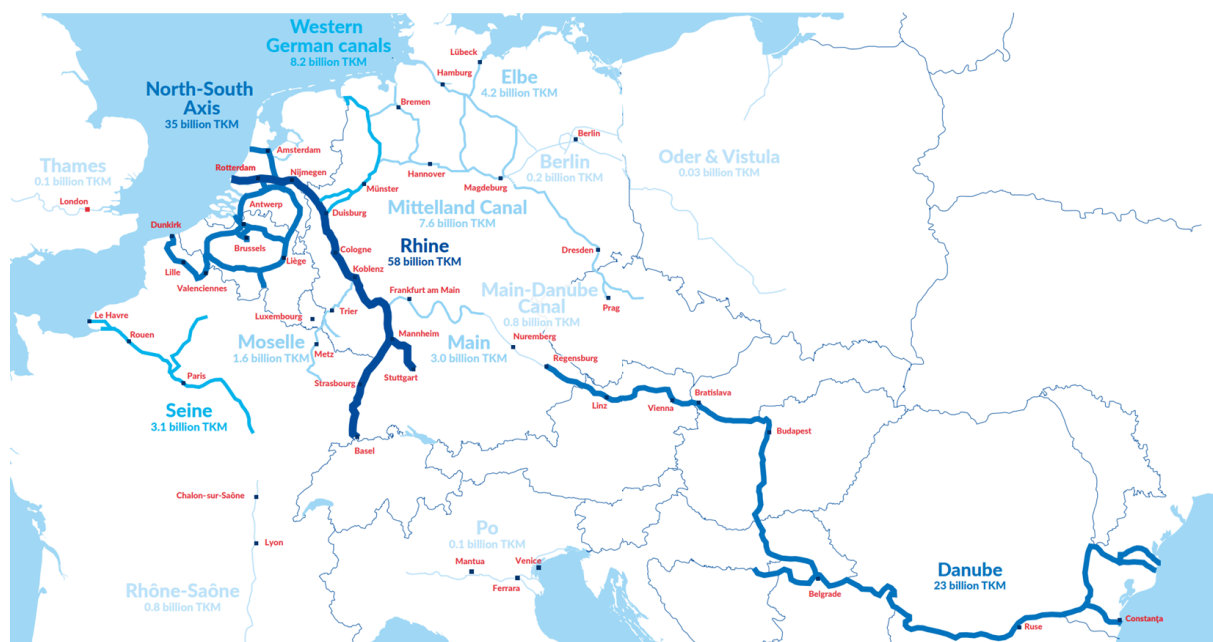 Western
German canals
8.2 billion TKM
Lübeck
Hamburg
Elbe
4.2 billion TKM
North-South
Axis
35 billion TKM
Bremen
Berlin
Amsterdam
Thames
0.1 billion TKM
London
Rotterdam
Nijmegen
Hannover
Magdeburg
Berlin
0.2 billion TKM
Oder & Vistula
0.03 billion TKM
Münster
Antwerp
Duisburg
Mittelland Canal
7.6 billion TKM
Dunkirk
Brussels
Cologne
Rhine
58 billion TKM
Dresden
Lille
Liège
Koblenz
Valenciennes
Frankfurt am Main
Main-Danube
Canal
0.8 billion TKM
Prag
Le Havre
Luxembourg
Trier
Rouen
Moselle
1.6 billion TKM
Metz
Mannheim
Main
3.0 billion TKM
Nuremberg
Regensburg
Paris
Strasbourg
Stuttgart
Seine
3.1 billion TKM
Linz
Vienna
Bratislava
Budapest
Basel
Chalon-sur-Saône
Lyon
Po
0.1 billion TKM
Mantua
Venice
Ferrara
Rhône-Saône
0.8 billion TKM
Belgrade
Danube
23 billion TKM
Ruse
Constanţa